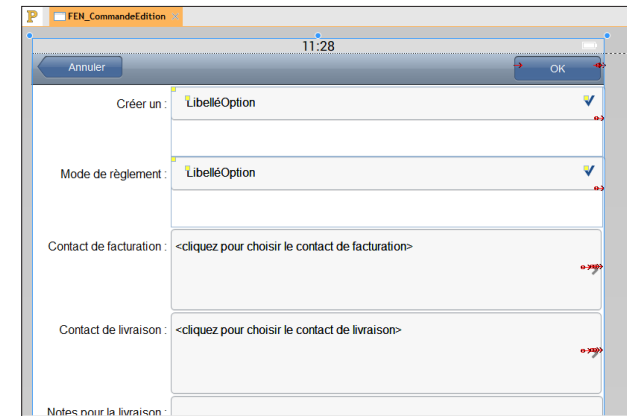 P FEN_CommandeEdition ×
11:28
Annuler
OK
Créer un :
LibelléOption
Mode de règlement :
LibelléOption
Contact de facturation :
<cliquez pour choisir le contact de facturation>
Contact de livraison :
<cliquez pour choisir le contact de livraison>
Notes pour la livraison :